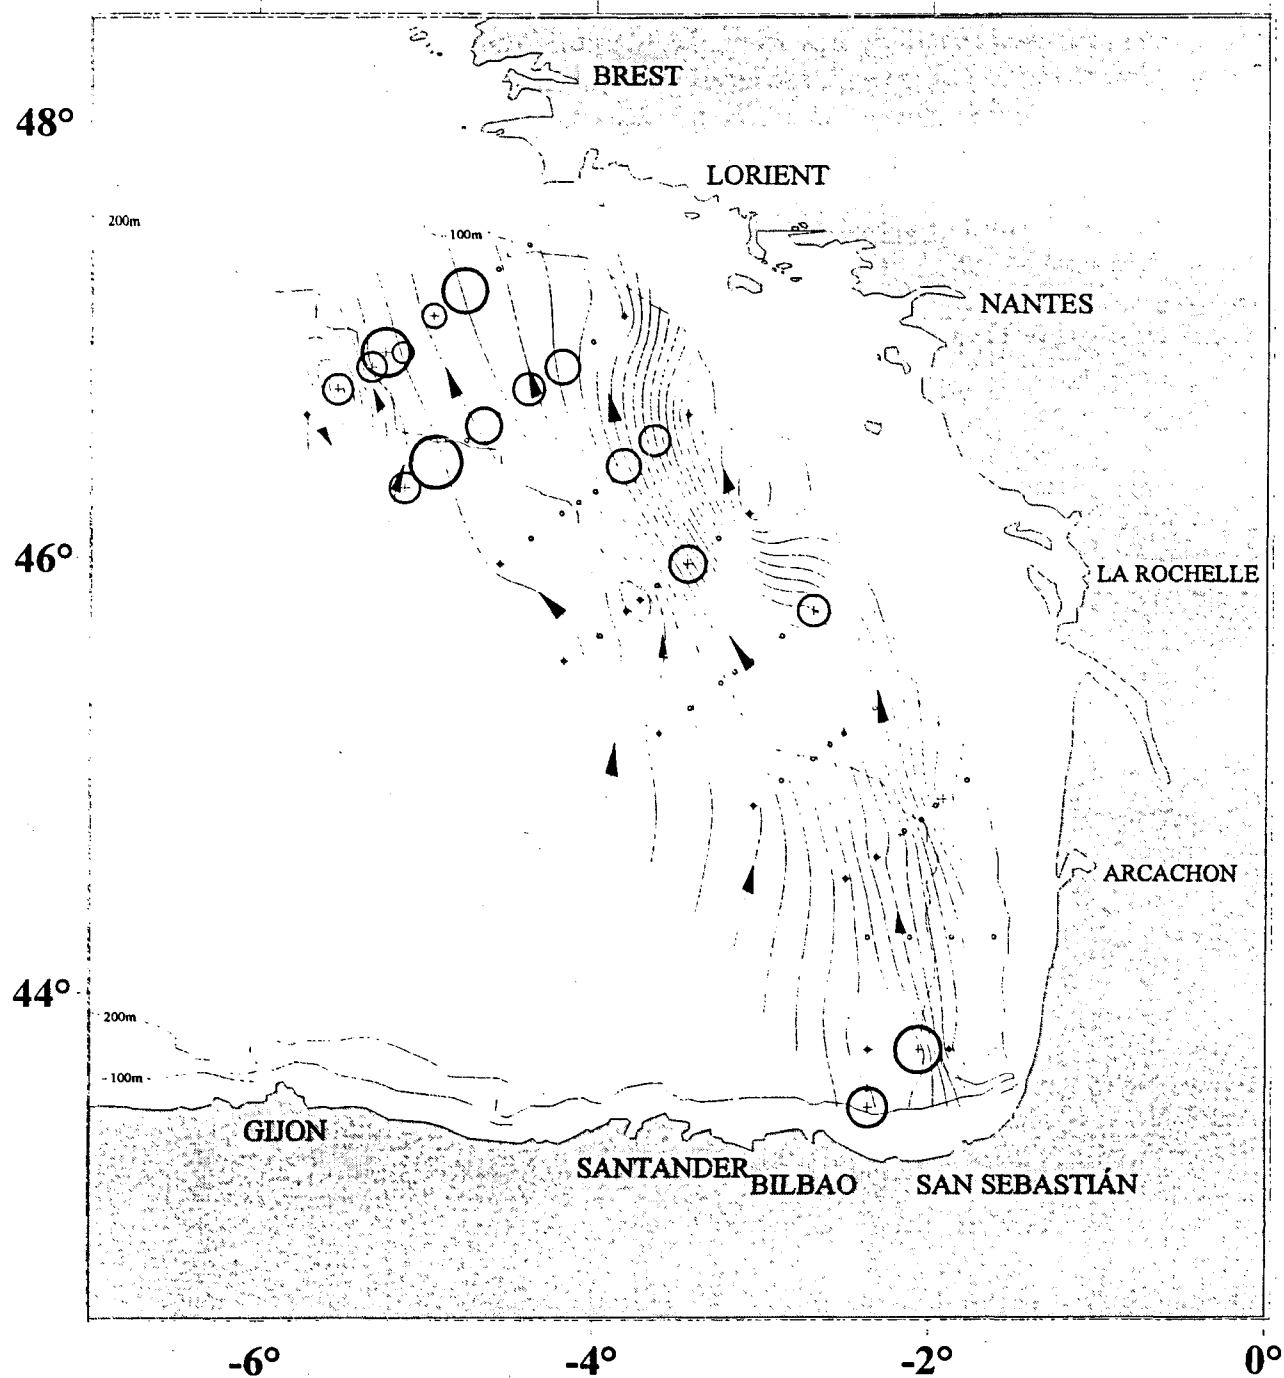 BREST
48°
LORIENT
200m
100m
NANTES
46°
LA ROCHELLE
ARCACHON
44°
200m
-100m-
GIJON
SANTANDER
BILBAO
SAN SEBASTIÁN
-6°
-4°
-2°
0°